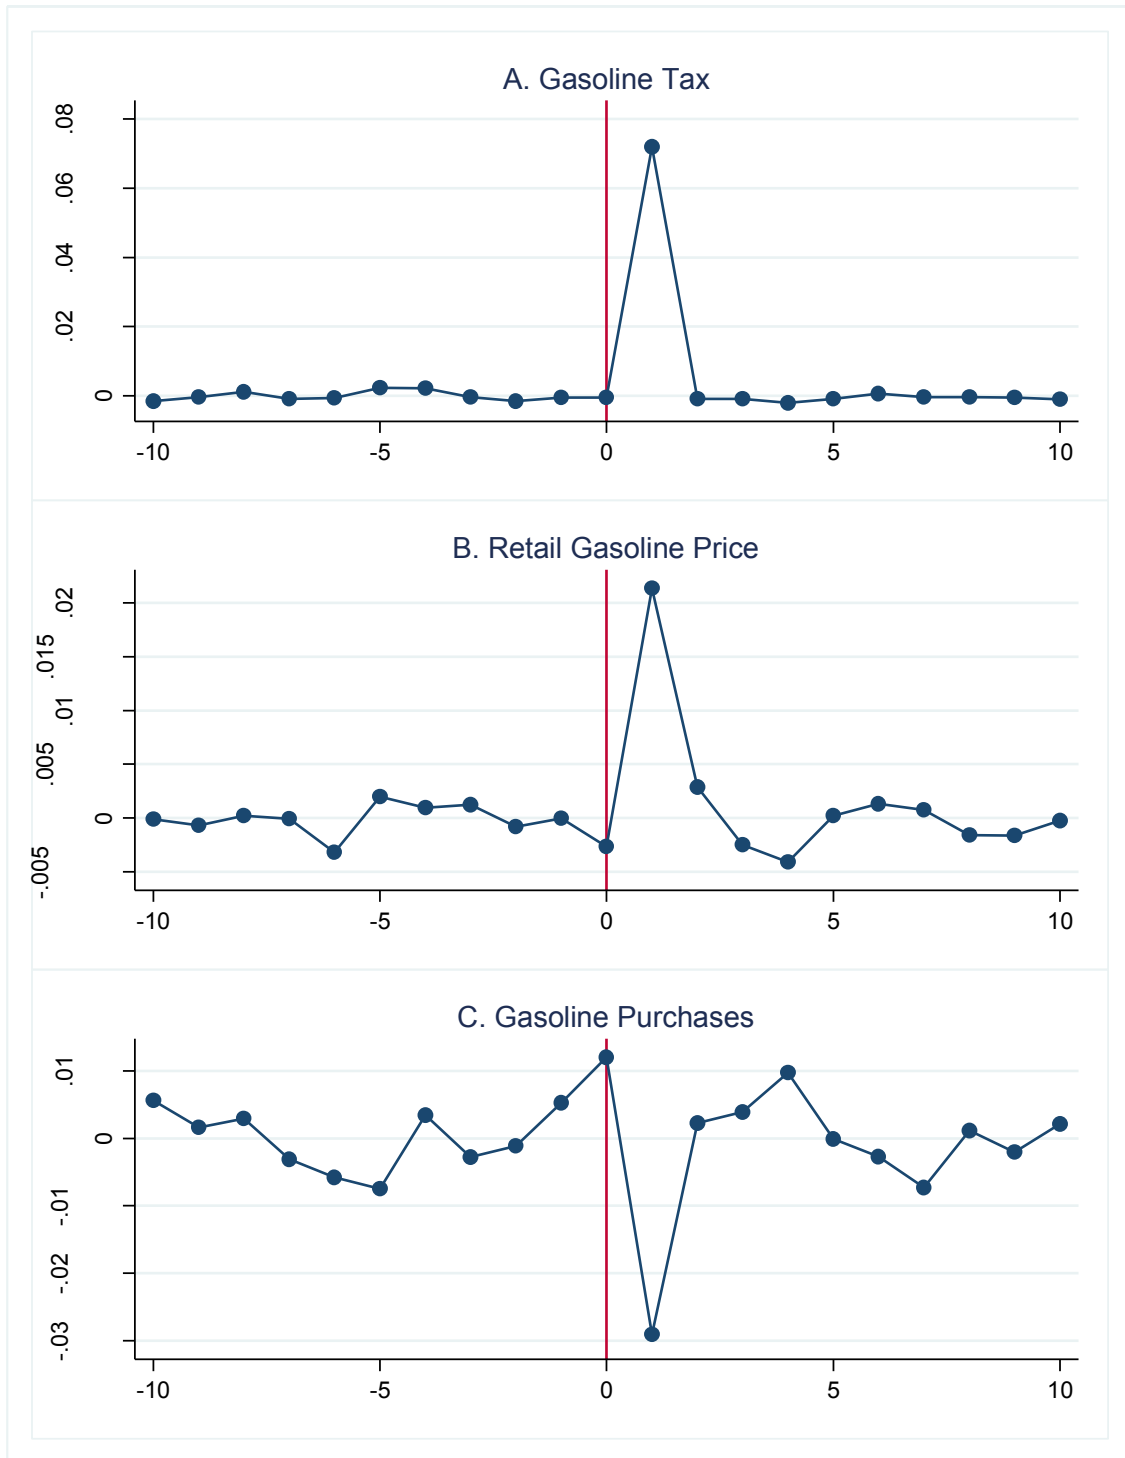 A. Gasoline Tax
.08
.06
.04
.02
0
-10 -5 0 5 10
B. Retail Gasoline Price
.02
.015
.01
.005
0
-.005
-10 -5 0 5 10
C. Gasoline Purchases
.01
0
-.01
-.02
-.03
-10 -5 0 5 10